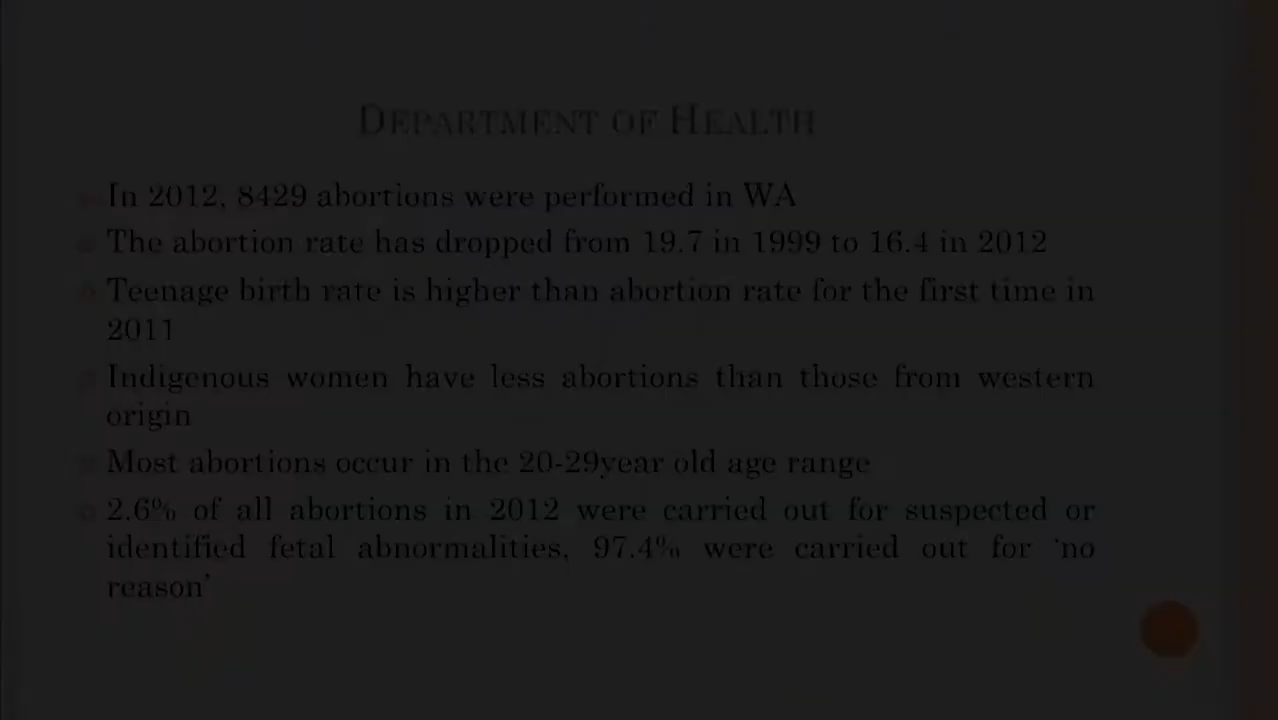 DEPARTMENT OF HEALTH
In 2012, 8429 abortions were performed in WA
The abortion rate has dropped from 19.7 in 1999 to 16.4 in 2012
Teenage birth rate is higher than abortion rate for the first time in
2011
Indigenous women have less abortions than those from western
origin
Most abortions occur in the 20-29year old age range
2.6% of all abortions in 2012 were carried out for suspected or
identified fetal abnormalities, 97.4% were carried out for 'no
reason'